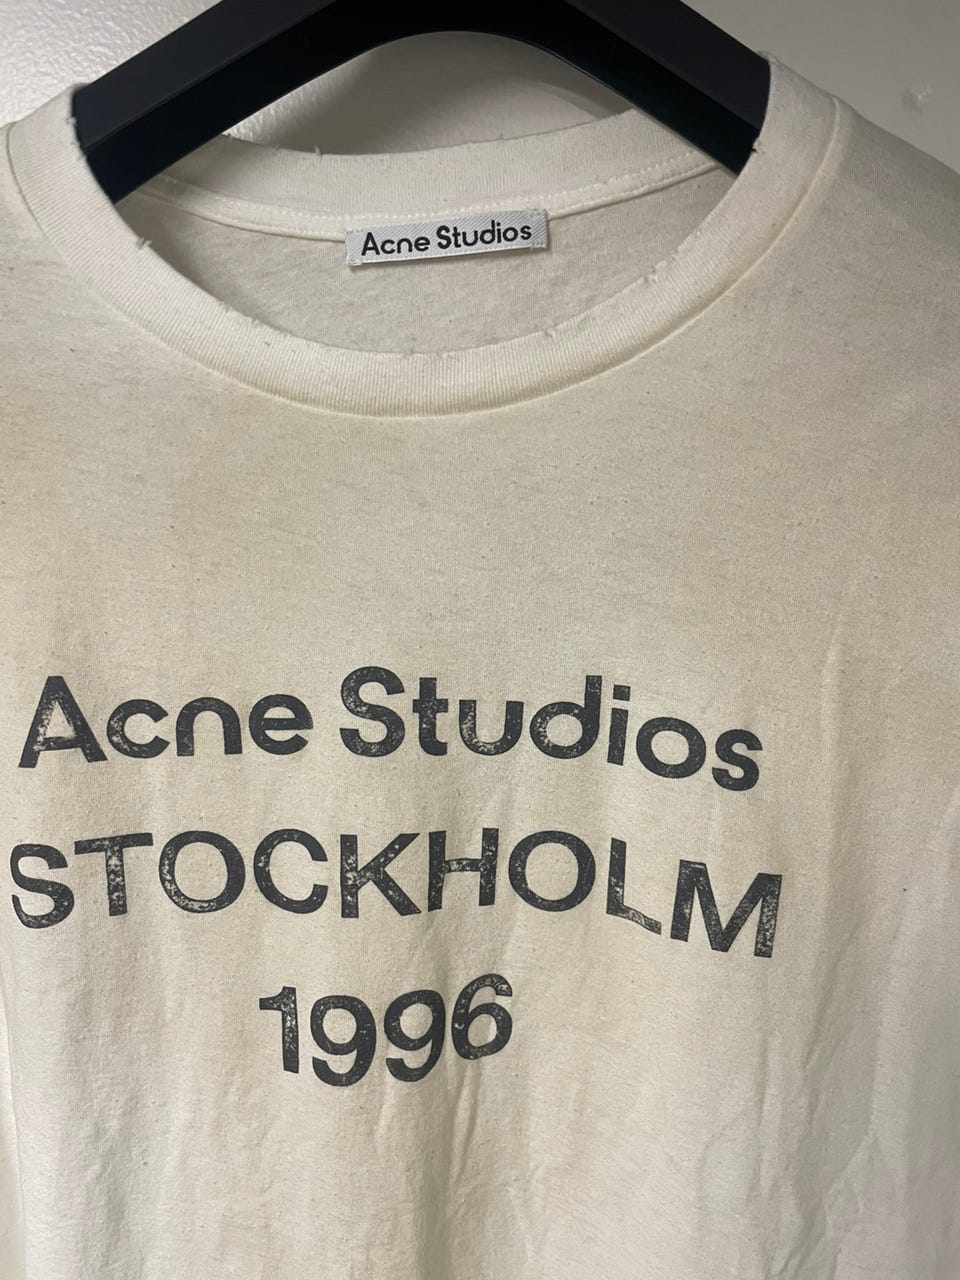 Acne Studios
Acne Studios
STOCKHOLM
1996